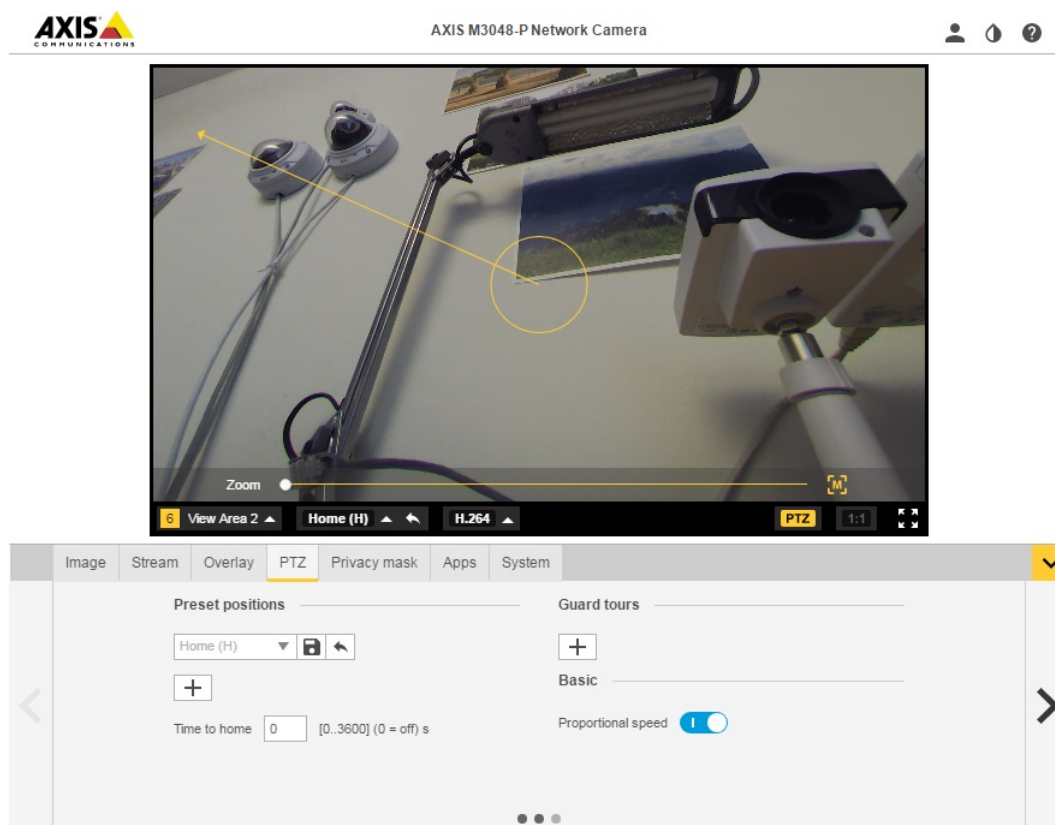 AXIS
COMMUNICATIONS
AXIS M3048-P Network Camera
Zoom
M
6 View Area 2 Home (H) H.264 PTZ 1:1
Image Stream Overlay PTZ Privacy mask Apps System
Preset positions
Home (H)
Time to home 0 [0..3600] (0 = off) s
Guard tours
Basic
Proportional speed